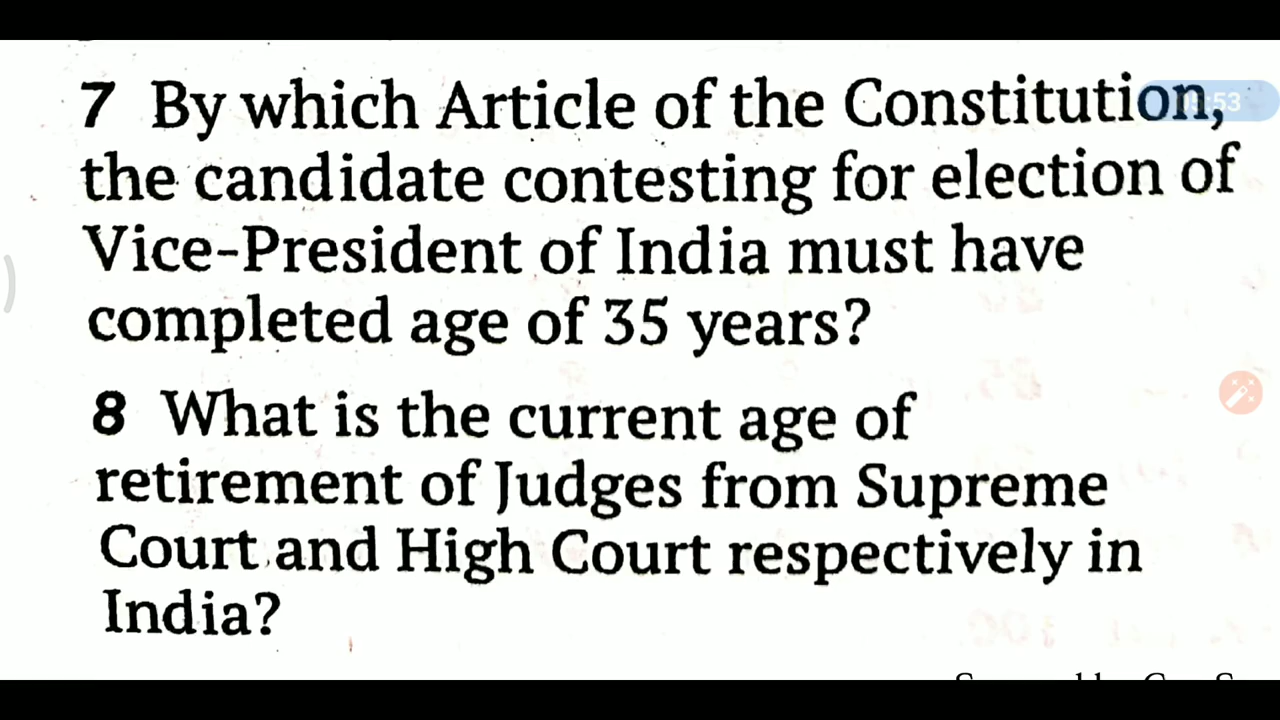 7 By which Article of the Constitution,
the candidate contesting for election of
Vice-President of India must have
completed age of 35 years?
8 What is the current age of
retirement of Judges from Supreme
Court and High Court respectively in
India?